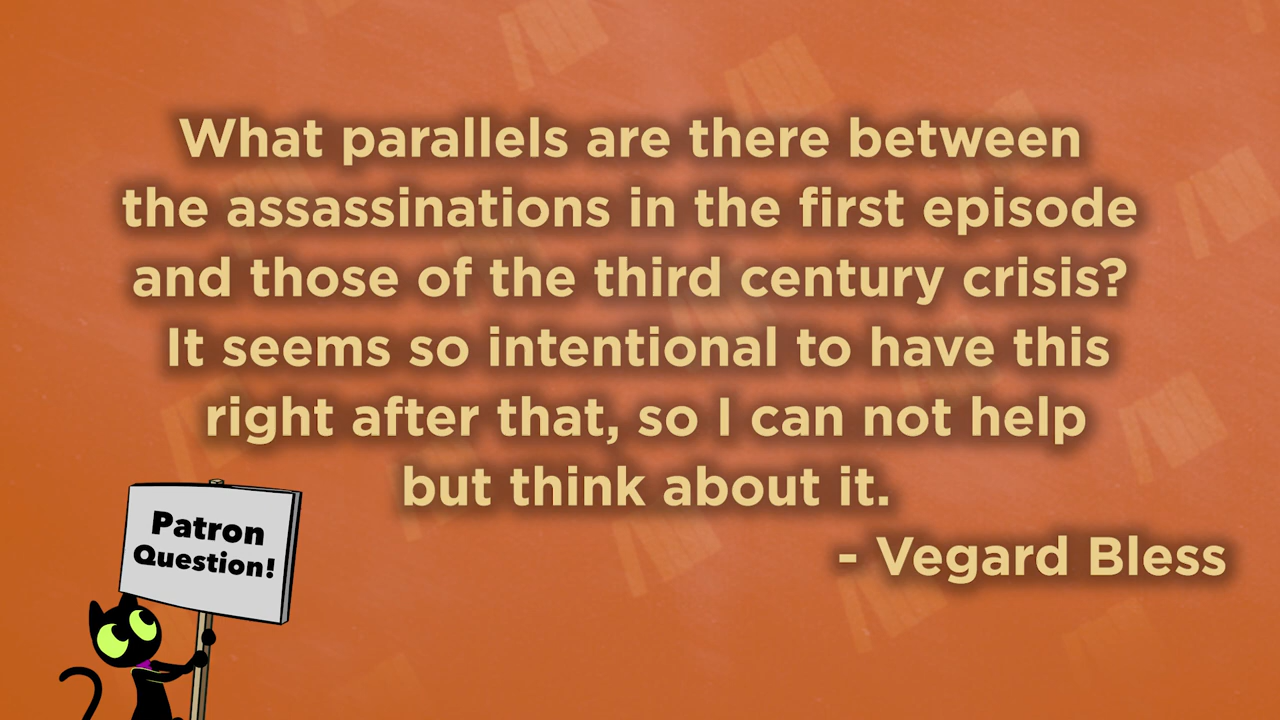 What parallels are there between
the assassinations in the first episode
and those of the third century crisis?
It seems so intentional to have this
right after that, so I can not help
but think about it.
- Vegard Bless
Patron
Question!